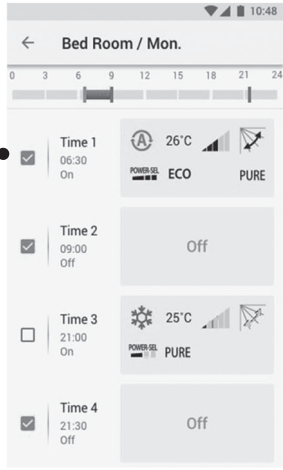 10:48
Bed Room / Mon.
0 3 6 9 12 15 18 21 24
Time 1
06:30
On
A 26°C
POWER-SEL ECO PURE
Time 2
09:00
Off
Off
Time 3
21:00
On
25°C
POWER-SEL PURE
Time 4
21:30
Off
Off